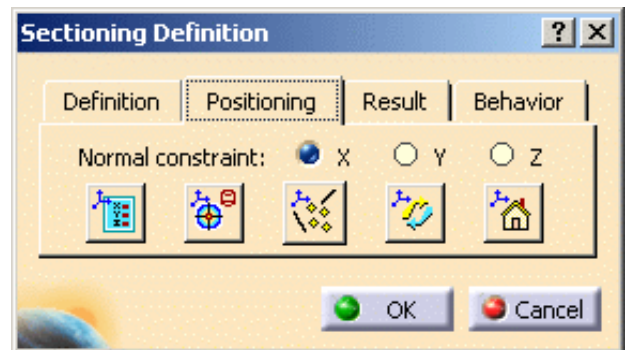 Sectioning Definition ? X
Definition Positioning Result Behavior
Normal constraint: X Y Z
OK Cancel